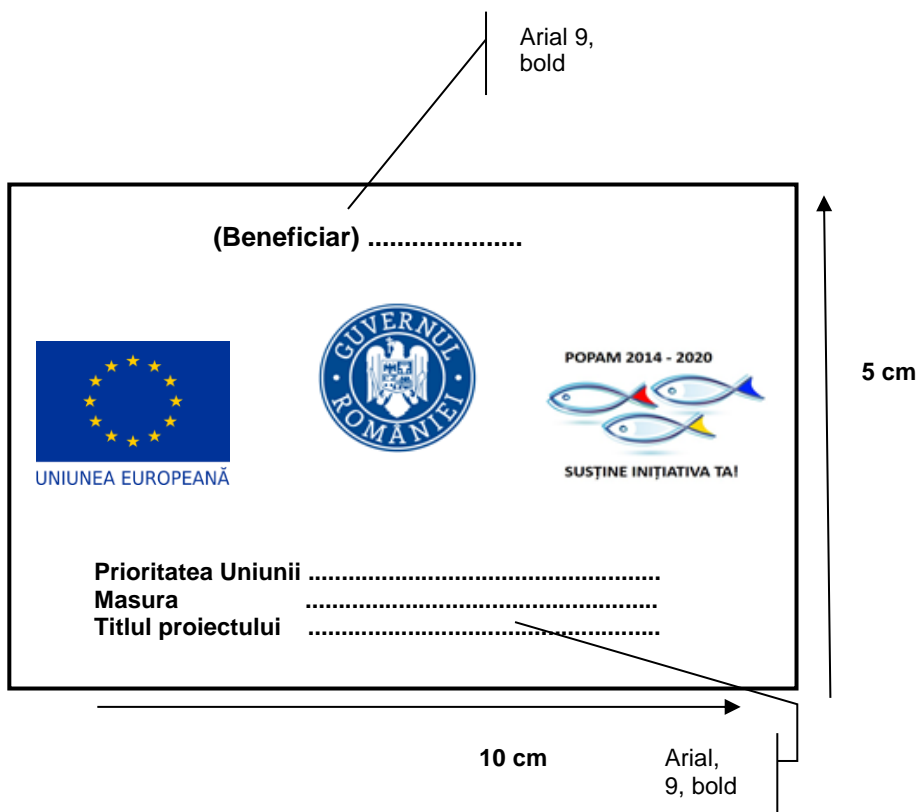 Arial 9,
bold
(Beneficiar) .......................
GUVERNUL ROMÂNIEI
POPAM 2014 - 2020
5 cm
UNIUNEA EUROPEANĂ
SUSȚINE INIȚIATIVA TA!
Prioritatea Uniunii .....................................................
Masura .....................................................
Titlul proiectului .....................................................
10 cm
Arial,
9, bold